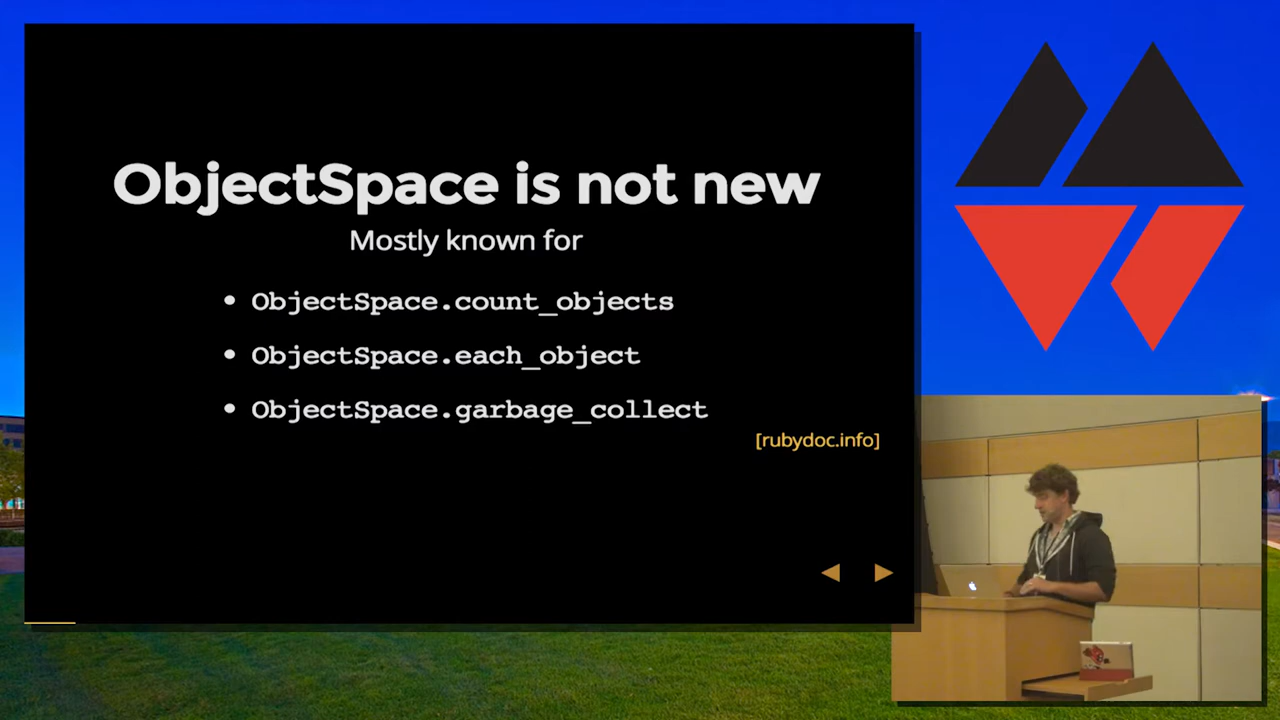 ObjectSpace is not new
Mostly known for
• ObjectSpace.count_objects
• ObjectSpace.each_object
• ObjectSpace.garbage_collect
[rubydoc.info]